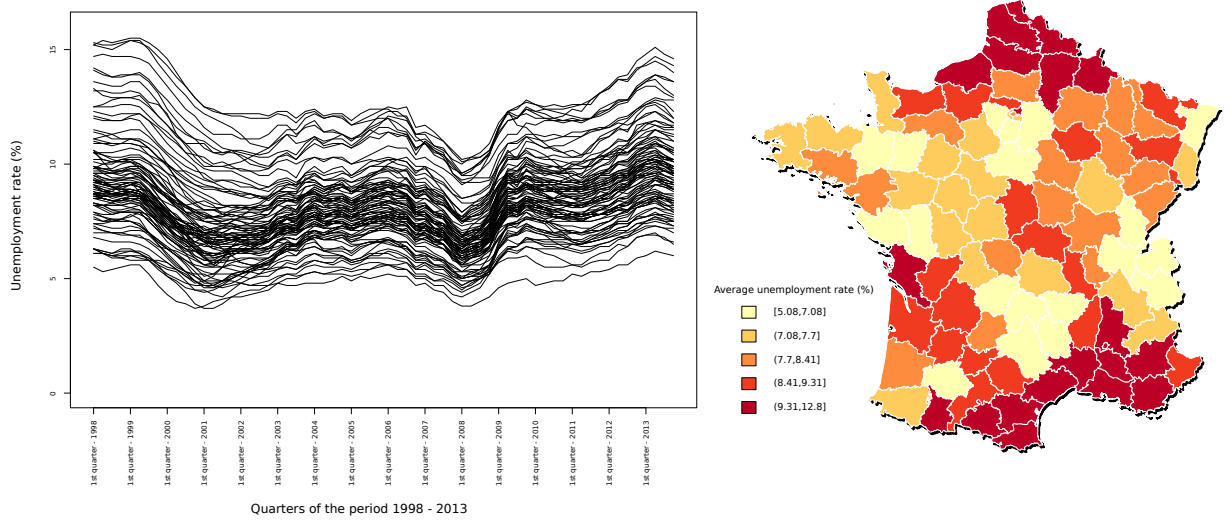 Unemployment rate (%)
15
10
5
0
1st quarter - 1998
1st quarter - 1999
1st quarter - 2000
1st quarter - 2001
1st quarter - 2002
1st quarter - 2003
1st quarter - 2004
1st quarter - 2005
1st quarter - 2006
1st quarter - 2007
1st quarter - 2008
1st quarter - 2009
1st quarter - 2010
1st quarter - 2011
1st quarter - 2012
1st quarter - 2013
Quarters of the period 1998 - 2013
Average unemployment rate (%)
[5.08,7.08]
(7.08,7.7]
(7.7,8.41]
(8.41,9.31]
(9.31,12.8]